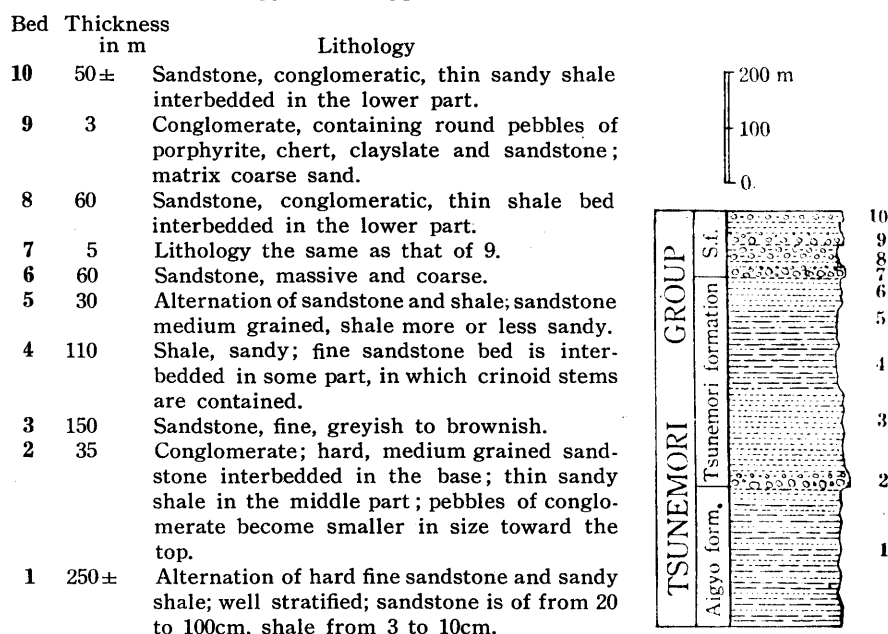 Bed Thickness
in m Lithology
10 50± Sandstone, conglomeratic, thin sandy shale
interbedded in the lower part.
9 3 Conglomerate, containing round pebbles of
porphyrite, chert, clayslate and sandstone;
matrix coarse sand.
8 60 Sandstone, conglomeratic, thin shale bed
interbedded in the lower part.
7 5 Lithology the same as that of 9.
6 60 Sandstone, massive and coarse.
5 30 Alternation of sandstone and shale; sandstone
medium grained, shale more or less sandy.
4 110 Shale, sandy; fine sandstone bed is inter-
bedded in some part, in which crinoid stems
are contained.
3 150 Sandstone, fine, greyish to brownish.
2 35 Conglomerate; hard, medium grained sand-
stone interbedded in the base; thin sandy
shale in the middle part; pebbles of conglo-
merate become smaller in size toward the
top.
1 250± Alternation of hard fine sandstone and sandy
shale; well stratified; sandstone is of from 20
to 100cm, shale from 3 to 10cm.
200 m
100
0
TSUNEMORI GROUP
S.f.
Tsunemori formation
Aigyo form.
10
9
8
7
6
5
4
3
2
1